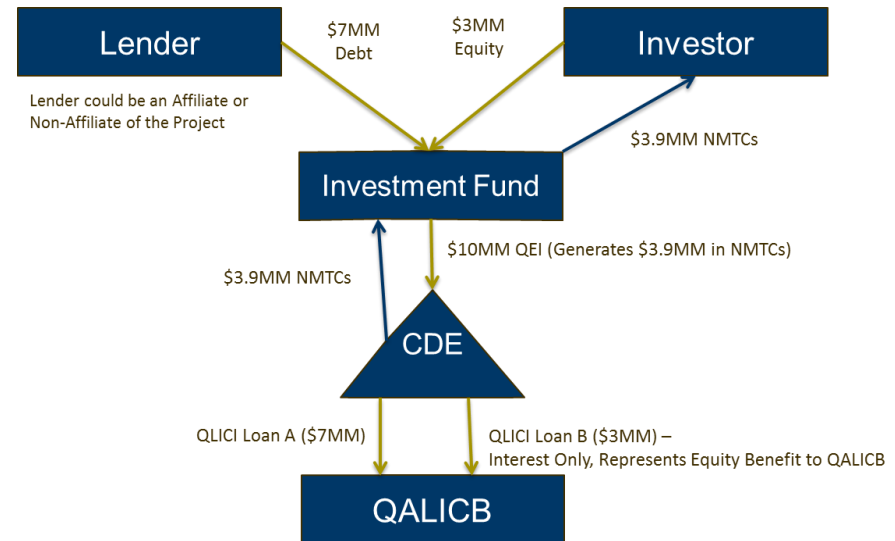 Lender
$7MM
Debt
$3MM
Equity
Investor
Lender could be an Affiliate or
Non-Affiliate of the Project
$3.9MM NMTCs
Investment Fund
$10MM QEI (Generates $3.9MM in NMTCs)
$3.9MM NMTCs
CDE
QLICI Loan A ($7MM)
QLICI Loan B ($3MM) –
Interest Only, Represents Equity Benefit to QALICB
QALICB